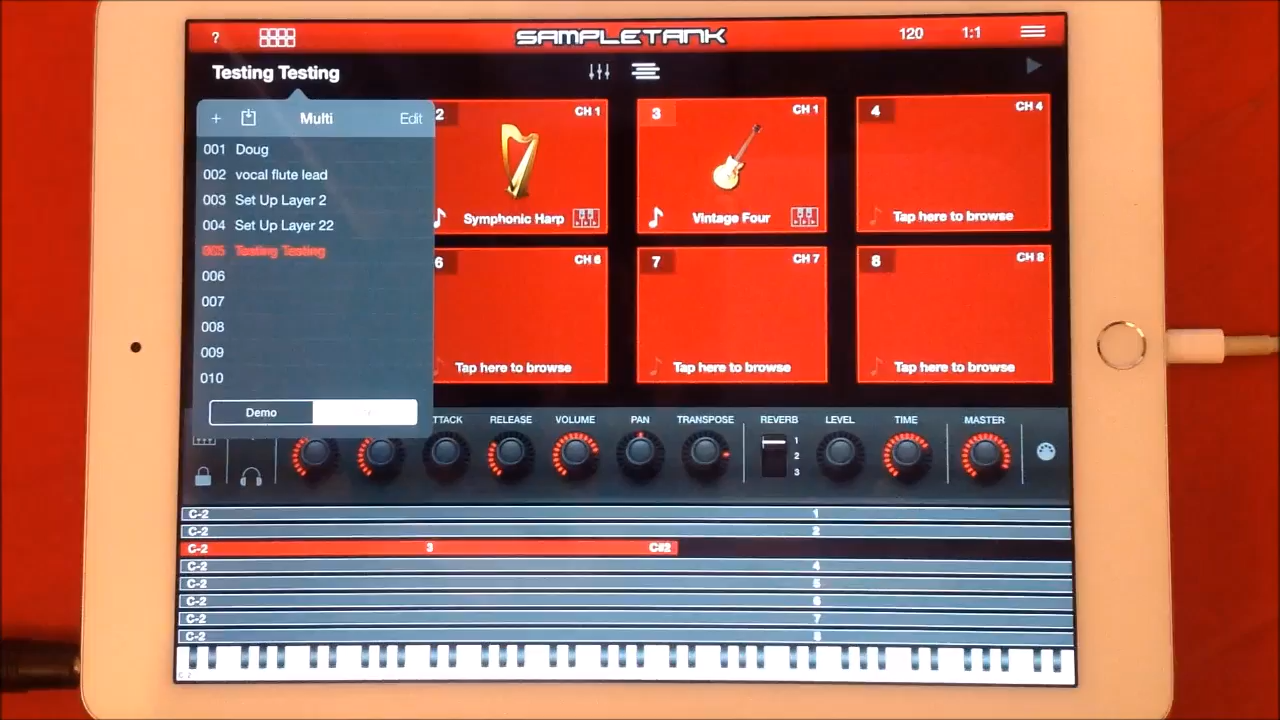 ?
SAMPLETANK
120
1:1
Testing Testing
+
Multi
Edit
001 Doug
002 vocal flute lead
003 Set Up Layer 2
004 Set Up Layer 22
005 Testing Testing
006
007
008
009
010
Demo
2
CH 1
Symphonic Harp
3
CH 1
Vintage Four
4
CH 4
Tap here to browse
6
CH 6
Tap here to browse
7
CH 7
Tap here to browse
8
CH 8
Tap here to browse
TTACK
RELEASE
VOLUME
PAN
TRANSPOSE
REVERB
1
2
3
LEVEL
TIME
MASTER
C-2 1
C-2 2
C-2 3 C#2
C-2 4
C-2 5
C-2 6
C-2 7
C-2 8